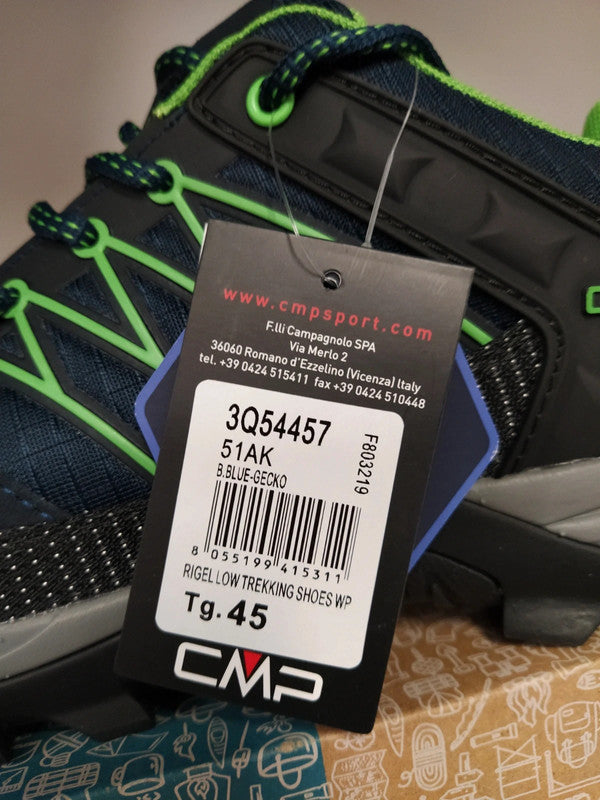 www.cmpsport.com
F.lli Campagnolo SPA
Via Merlo 2
36060 Romano d'Ezzelino (Vicenza) Italy
tel. +39 0424 515411 fax +39 0424 510448
3Q54457
51AK
B.BLUE-GECKO
F803219
8 055199 415311
RIGEL LOW TREKKING SHOES WP
Tg. 45
CMP